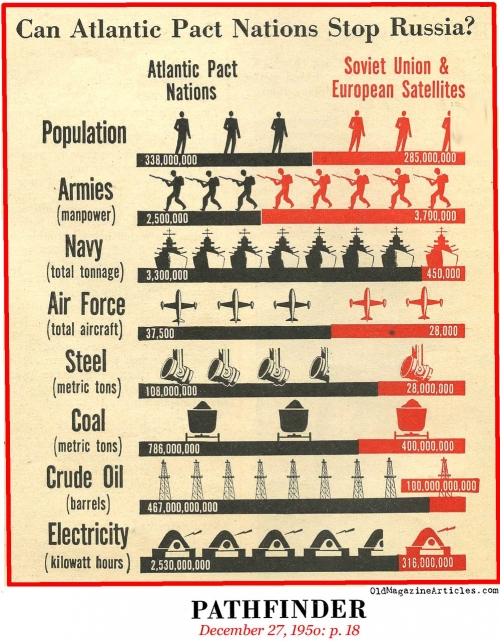 Can Atlantic Pact Nations Stop Russia?
Atlantic Pact
Nations
Soviet Union &
European Satellites
Population
338,000,000
285,000,000
Armies
(manpower)
2,500,000
3,700,000
Navy
(total tonnage)
3,300,000
450,000
Air Force
(total aircraft)
37,500
28,000
Steel
(metric tons)
108,000,000
28,000,000
Coal
(metric tons)
786,000,000
400,000,000
Crude Oil
(barrels)
467,000,000,000
100,000,000,000
Electricity
(kilowatt hours)
2,530,000,000
316,000,000
OldMagazineArticles.com
PATHFINDER
December 27, 195o: p. 18